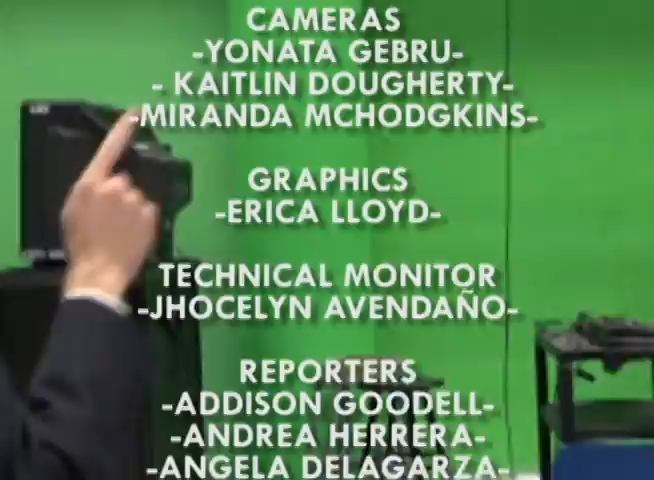 CAMERAS
-YONATA GEBRU-
- KAITLIN DOUGHERTY-
-MIRANDA MCHODGKINS-
GRAPHICS
-ERICA LLOYD-
TECHNICAL MONITOR
-JHOCELYN AVENDAÑO-
REPORTERS
-ADDISON GOODELL-
-ANDREA HERRERA-
-ANGELA DELAGARZA-